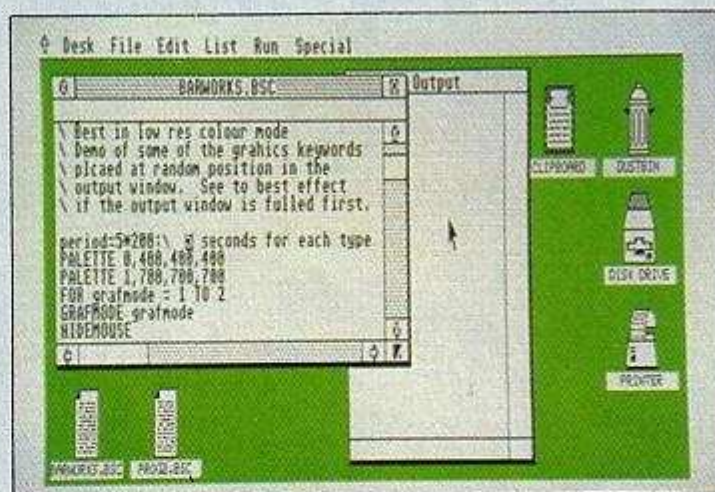 Desk File Edit List Run Special
BARWORKS.BSC
Output
\ Best in low res colour mode
\ Demo of some of the grahics keywords
\ plcaed at random position in the
\ output window. See to best effect
\ if the output window is fulled first.
period=5*200:\ seconds for each type
PALETTE 0,400,400,400
PALETTE 1,700,700,700
FOR grafmode = 1 TO 2
GRAFMODE grafmode
HIDEMOUSE
CLIPBOARD
DUSTBIN
DISK DRIVE
PRINTER
BARWORKS.BSC